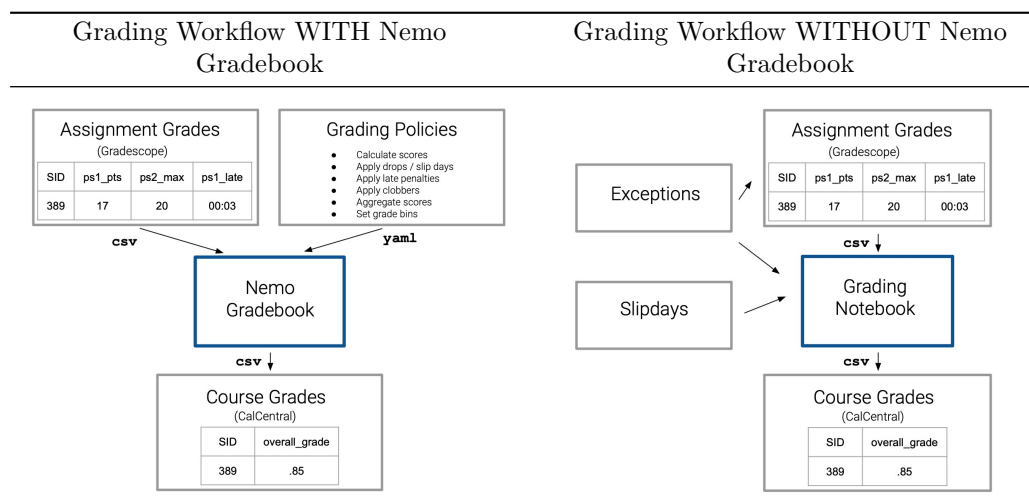 Grading Workflow WITH Nemo
Gradebook
Grading Workflow WITHOUT Nemo
Gradebook
Assignment Grades
(Gradescope)
SID ps1_pts ps2_max ps1_late
389 17 20 00:03
Grading Policies
● Calculate scores
● Apply drops / slip days
● Apply late penalties
● Apply clobbers
● Aggregate scores
● Set grade bins
csv
yaml
Nemo
Gradebook
csv
Course Grades
(CalCentral)
SID overall_grade
389 .85
Exceptions
Slipdays
Assignment Grades
(Gradescope)
SID ps1_pts ps2_max ps1_late
389 17 20 00:03
csv
Grading
Notebook
csv
Course Grades
(CalCentral)
SID overall_grade
389 .85